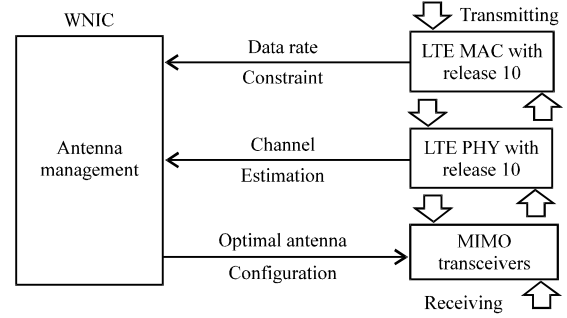 WNIC
Transmitting
Data rate
Constraint
LTE MAC with
release 10
Antenna
management
Channel
Estimation
LTE PHY with
release 10
Optimal antenna
Configuration
MIMO
transceivers
Receiving